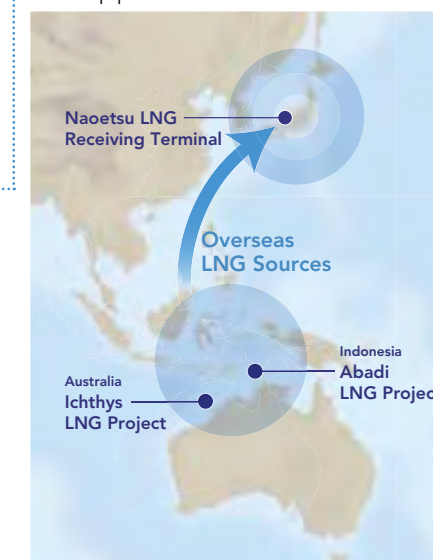 Naoetsu LNG
Receiving Terminal
Overseas
LNG Sources
Indonesia
Abadi
LNG Projec
Australia
Ichthys
LNG Project